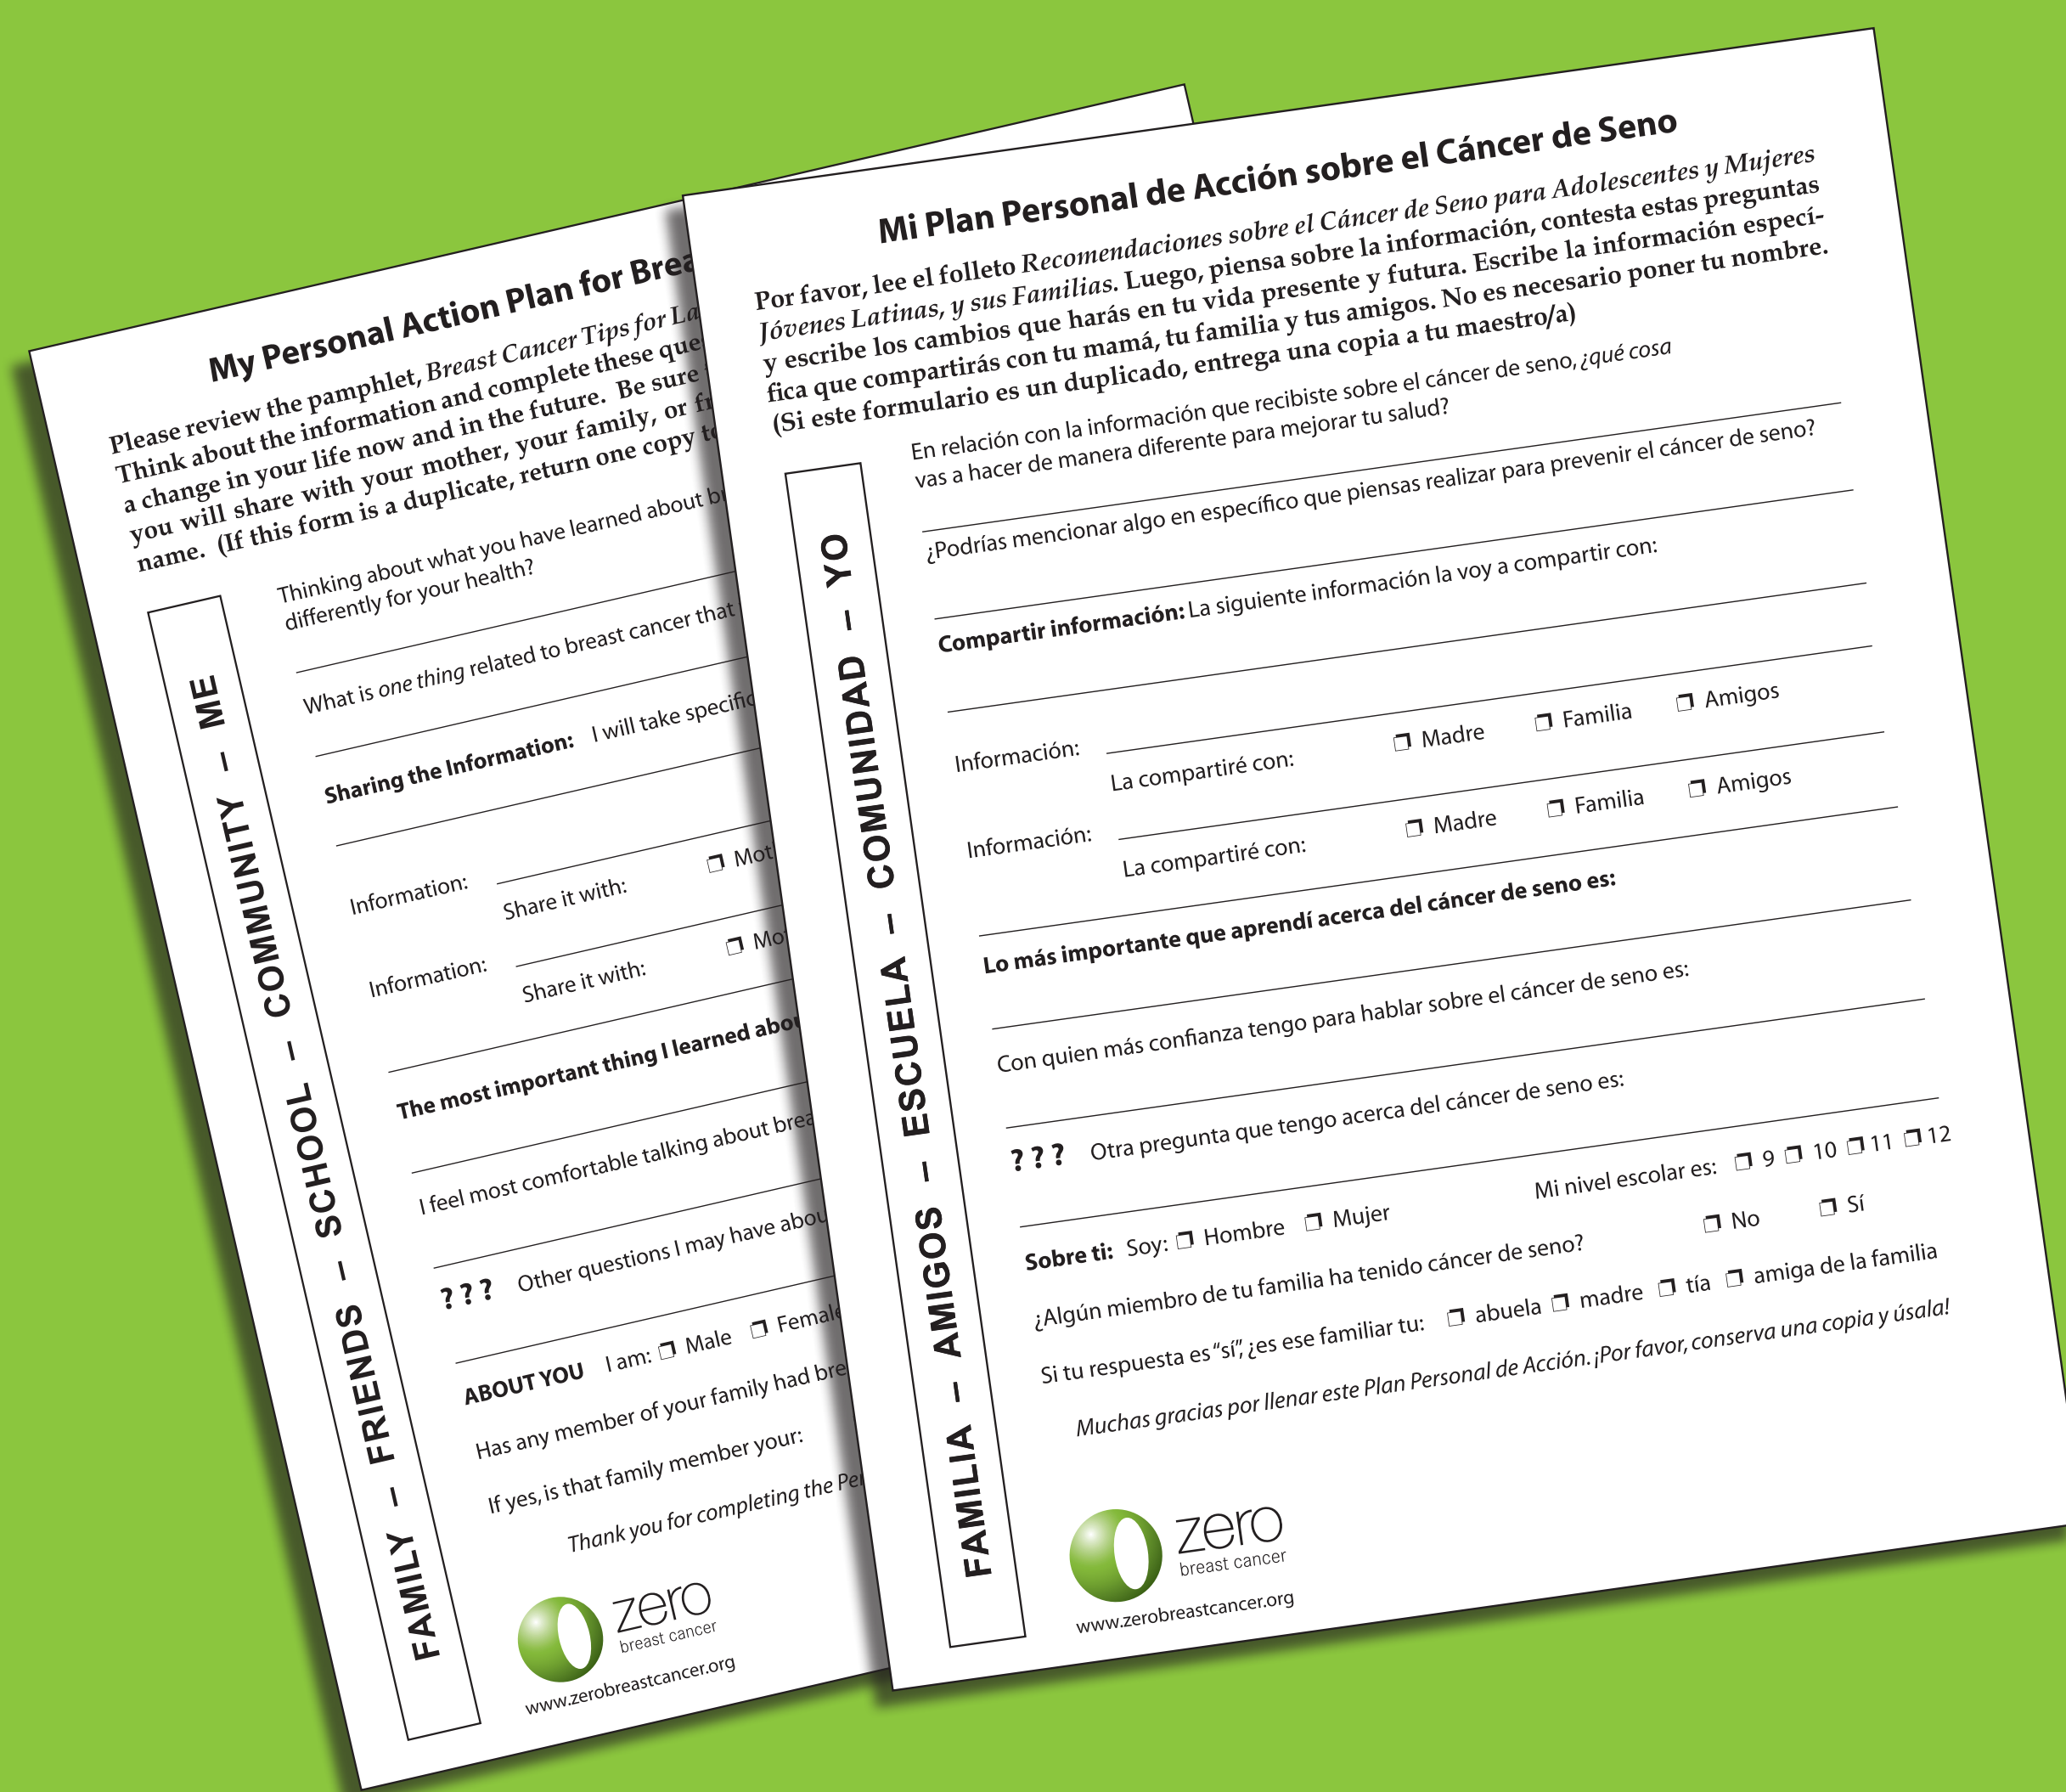 My Personal Action Plan for
Please review the pamphlet, Breast Cancer Tips for
Think about the information and complete these
a change in your life now and in the future. Be sure
you will share with your mother, your family, or
name. (If this form is a duplicate, return one copy
Thinking about what you have learned about
differently for your health?
What is one thing related to breast cancer that
Sharing the Information: I will take
Information:
Share it with:
Information:
Share it with:
The most important thing I learned
I feel most comfortable talking about
? ? ? Other questions I may have
ABOUT YOU I am: ❒ Male ❒ Female
Has any member of your family had
If yes, is that family member your:
Thank you for completing the
FAMILY – FRIENDS – SCHOOL – COMMUNITY – ME
zero
breast cancer
www.zerobreastcancer.org
Mi Plan Personal de Acción sobre el Cáncer de Seno
Por favor, lee el folleto Recomendaciones sobre el Cáncer de Seno para Adolescentes y Mujeres
Jóvenes Latinas, y sus Familias. Luego, piensa sobre la información, contesta estas preguntas
y escribe los cambios que harás en tu vida presente y futura. Escribe la información especí-
fica que compartirás con tu mamá, tu familia y tus amigos. No es necesario poner tu nombre.
(Si este formulario es un duplicado, entrega una copia a tu maestro/a)
En relación con la información que recibiste sobre el cáncer de seno, ¿qué cosa
vas a hacer de manera diferente para mejorar tu salud?
¿Podrías mencionar algo en específico que piensas realizar para prevenir el cáncer de seno?
Compartir información: La siguiente información la voy a compartir con:
Información:
La compartiré con: ❒ Madre ❒ Familia ❒ Amigos
Información:
La compartiré con: ❒ Madre ❒ Familia ❒ Amigos
Lo más importante que aprendí acerca del cáncer de seno es:
Con quien más confianza tengo para hablar sobre el cáncer de seno es:
? ? ? Otra pregunta que tengo acerca del cáncer de seno es:
Sobre ti: Soy: ❒ Hombre ❒ Mujer Mi nivel escolar es: ❒ 9 ❒ 10 ❒ 11 ❒ 12
¿Algún miembro de tu familia ha tenido cáncer de seno? ❒ No ❒ Sí
Si tu respuesta es “sí”, ¿es ese familiar tu: ❒ abuela ❒ madre ❒ tía ❒ amiga de la familia
Muchas gracias por llenar este Plan Personal de Acción. ¡Por favor, conserva una copia y úsala!
FAMILIA – AMIGOS – ESCUELA – COMUNIDAD – YO
zero
breast cancer
www.zerobreastcancer.org